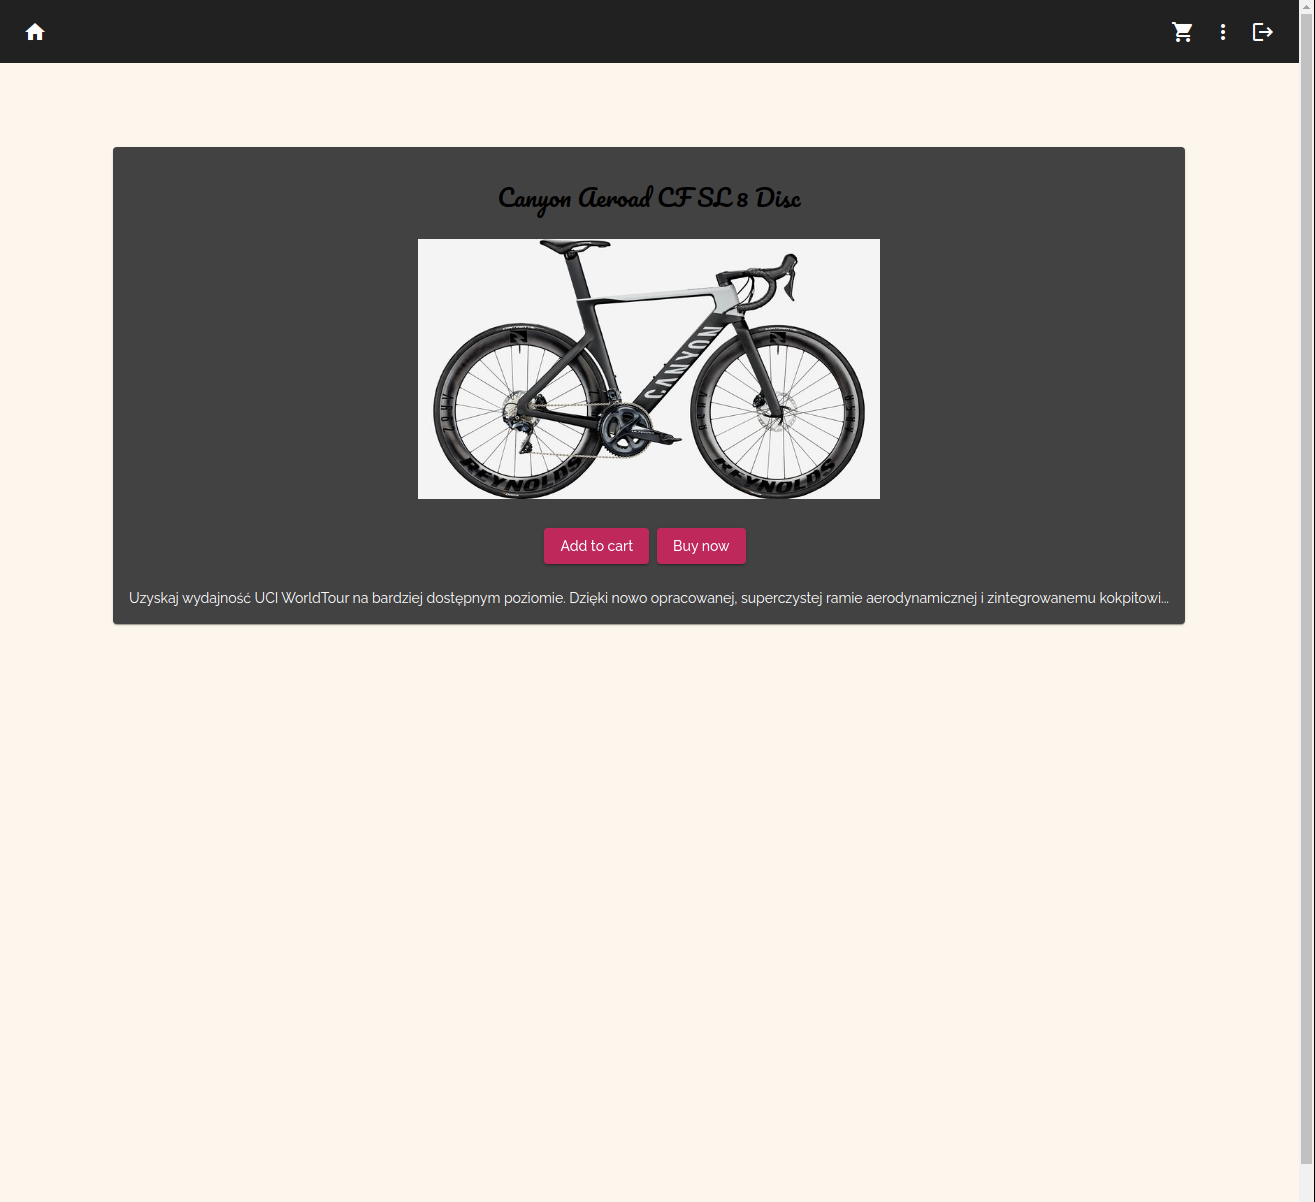 Canyon Aeroad CF SL 8 Disc
CANYON
REYNOLDS
REYNOLDS
Add to cart
Buy now
Uzyskaj wydajność UCI WorldTour na bardziej dostępnym poziomie. Dzięki nowo opracowanej, superczystej ramie aerodynamicznej i zintegrowanemu kokpitowi...